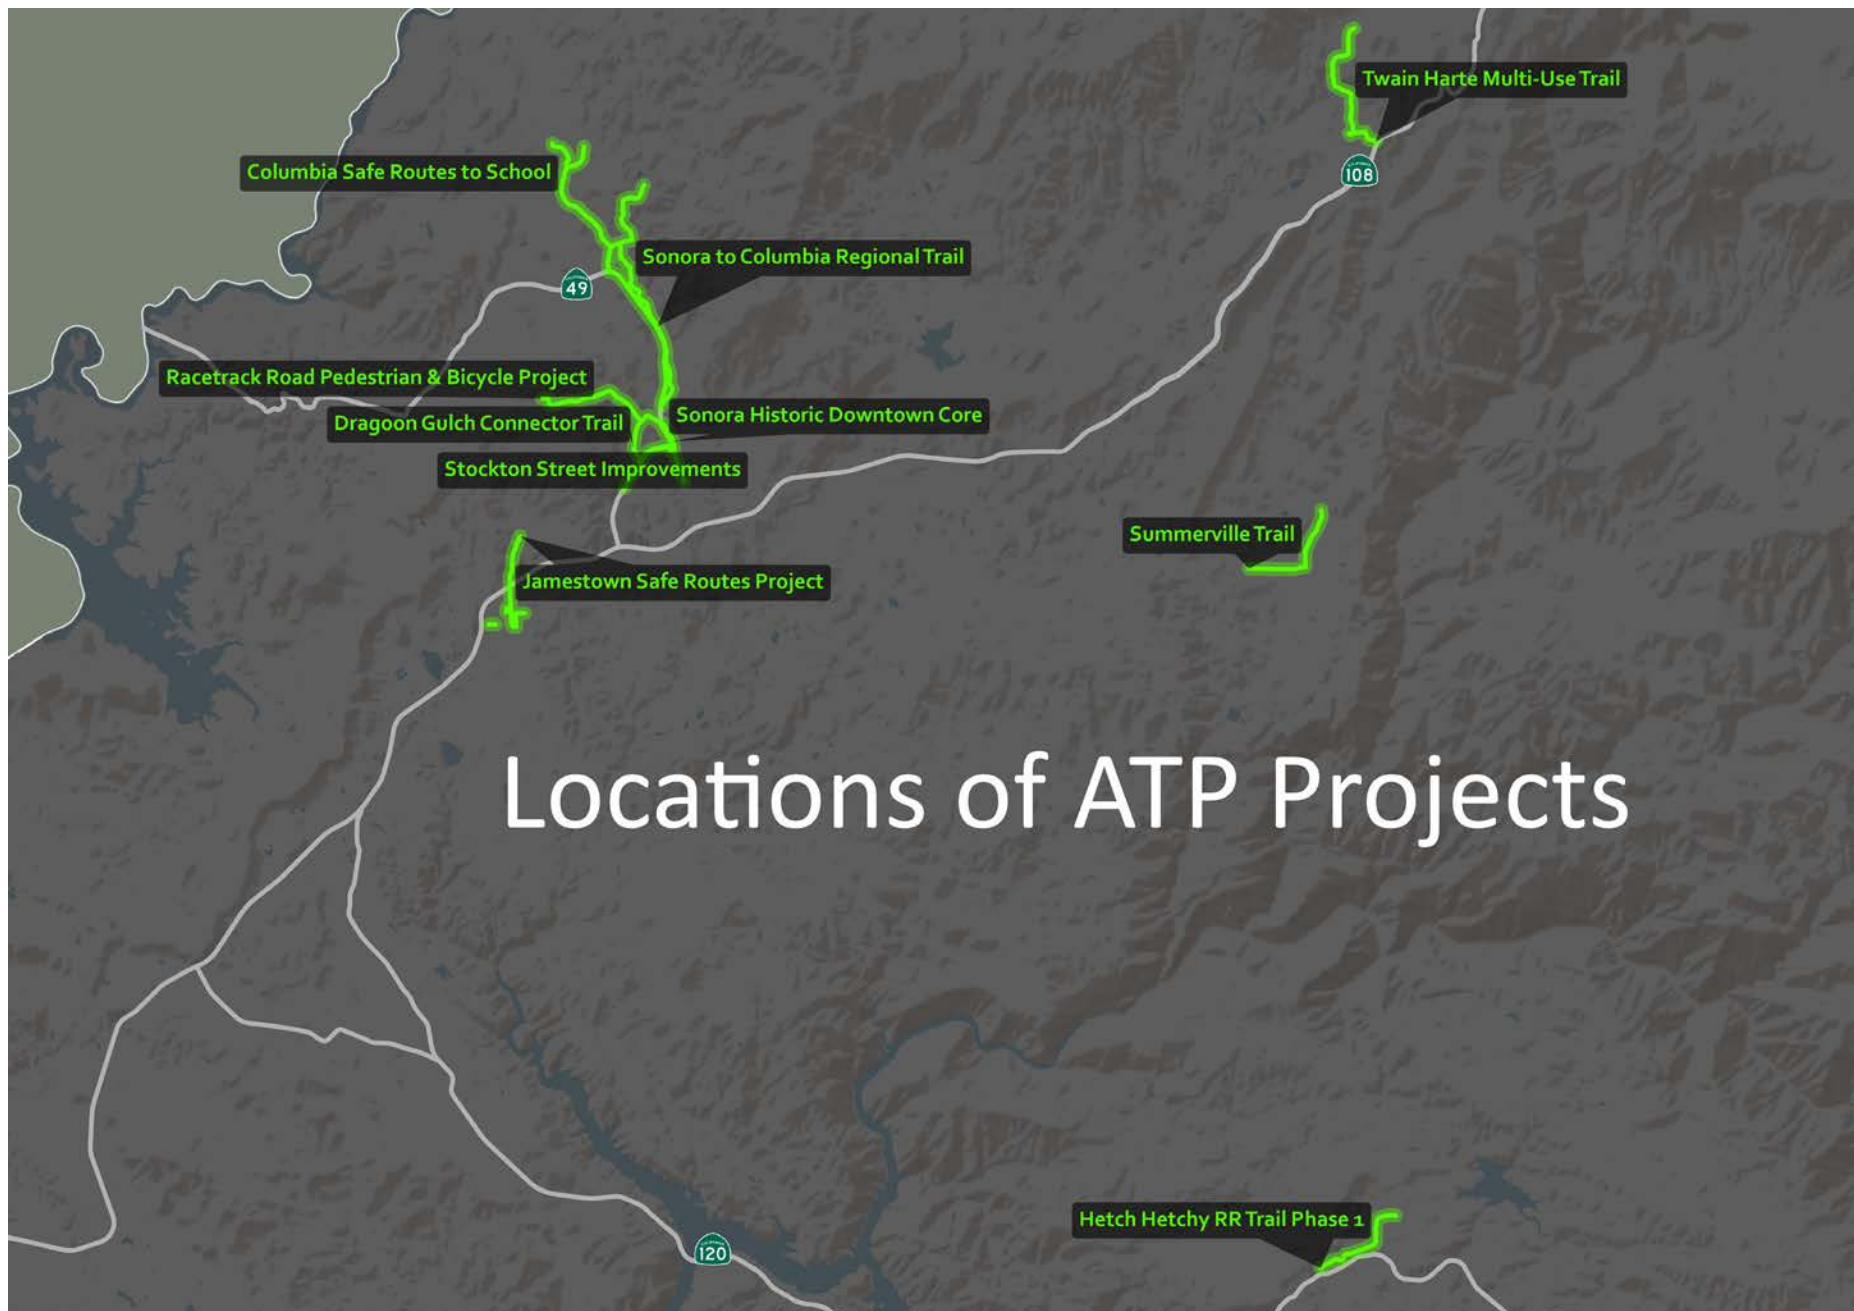 Twain Harte Multi-Use Trail
Columbia Safe Routes to School
108
Sonora to Columbia Regional Trail
49
Racetrack Road Pedestrian & Bicycle Project
Sonora Historic Downtown Core
Dragoon Gulch Connector Trail
Stockton Street Improvements
Summerville Trail
Jamestown Safe Routes Project
Locations of ATP Projects
Hetch Hetchy RR Trail Phase 1
120